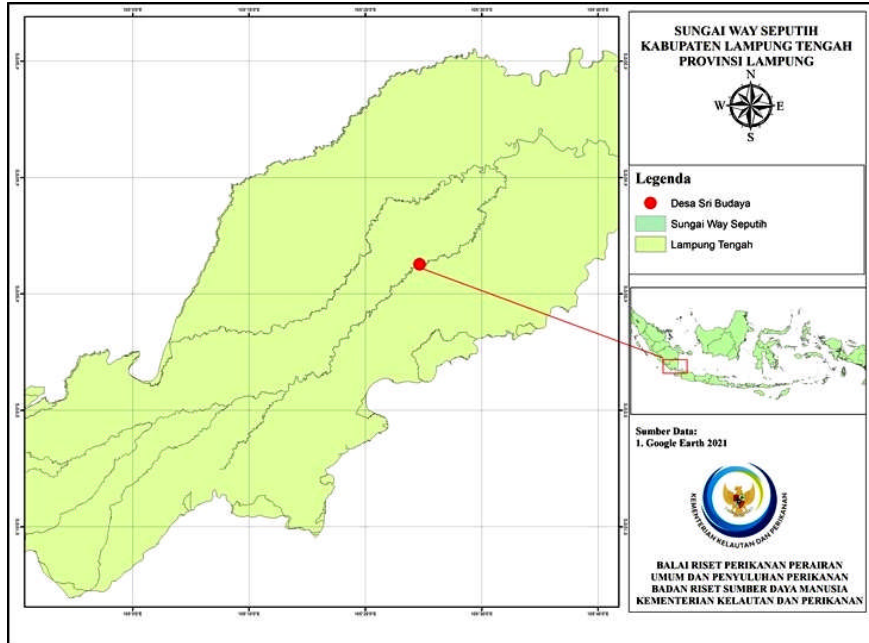 SUNGAI WAY SEPUTIH
KABUPATEN LAMPUNG TENGAH
PROVINSI LAMPUNG
N
W E
S
Legenda
Desa Sri Budaya
Sungai Way Seputih
Lampung Tengah
Sumber Data:
1. Google Earth 2021
KEMENTERIAN KELAUTAN DAN PERIKANAN
BALAI RISET PERIKANAN PERAIRAN
UMUM DAN PENYULUHAN PERIKANAN
BADAN RISET SUMBER DAYA MANUSIA
KEMENTERIAN KELAUTAN DAN PERIKANAN